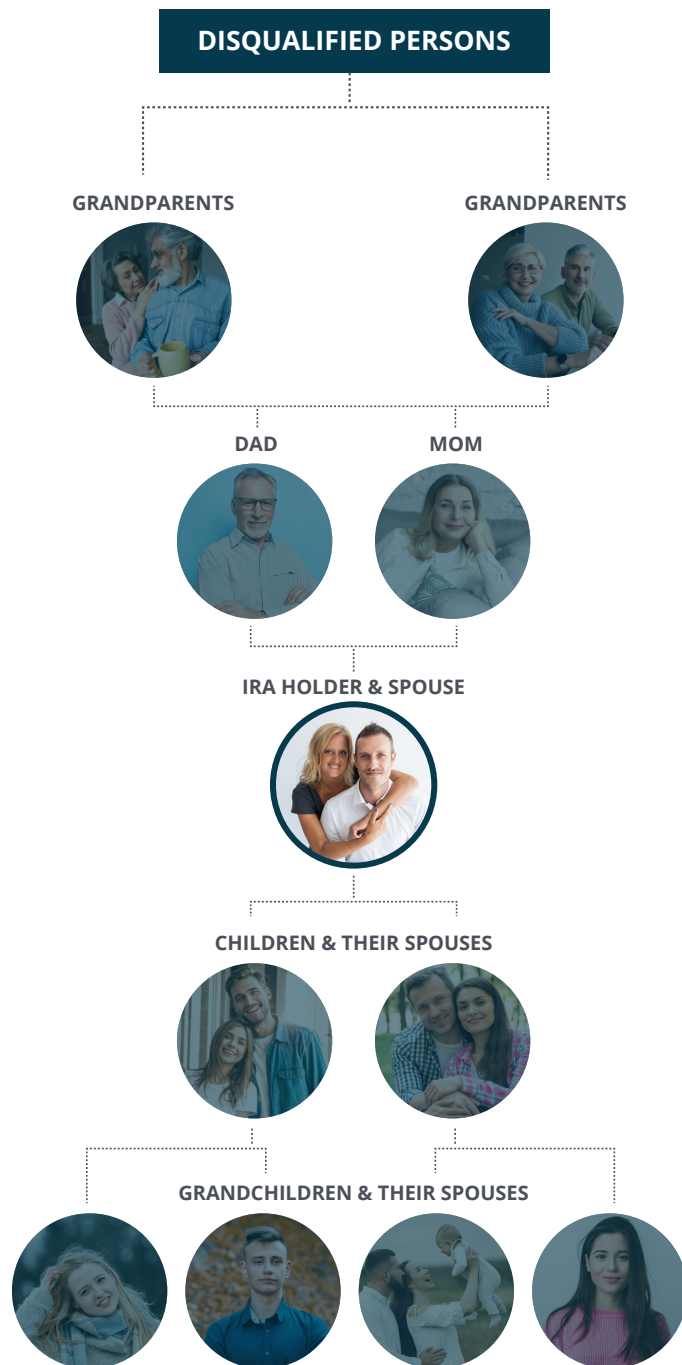 DISQUALIFIED PERSONS
GRANDPARENTS
GRANDPARENTS
DAD
MOM
IRA HOLDER & SPOUSE
CHILDREN & THEIR SPOUSES
GRANDCHILDREN & THEIR SPOUSES